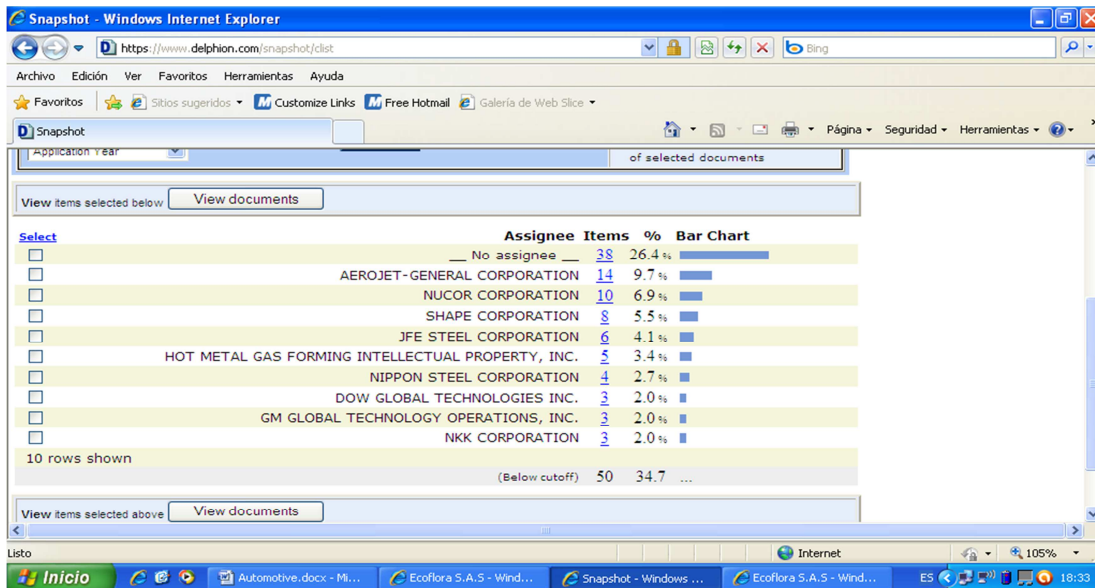 Snapshot - Windows Internet Explorer
https://www.delphion.com/snapshot/clist
Bing
Archivo Edición Ver Favoritos Herramientas Ayuda
Favoritos Sitios sugeridos Customize Links Free Hotmail Galería de Web Slice
Snapshot Página Seguridad Herramientas
Application Year of selected documents
View items selected below View documents
Select Assignee Items % Bar Chart
__ No assignee __ 38 26.4 %
AEROJET-GENERAL CORPORATION 14 9.7 %
NUCOR CORPORATION 10 6.9 %
SHAPE CORPORATION 8 5.5 %
JFE STEEL CORPORATION 6 4.1 %
HOT METAL GAS FORMING INTELLECTUAL PROPERTY, INC. 5 3.4 %
NIPPON STEEL CORPORATION 4 2.7 %
DOW GLOBAL TECHNOLOGIES INC. 3 2.0 %
GM GLOBAL TECHNOLOGY OPERATIONS, INC. 3 2.0 %
NKK CORPORATION 3 2.0 %
10 rows shown
(Below cutoff) 50 34.7 ...
View items selected above View documents
Listo Internet 105%
Inicio Automotive.docx - Mi... Ecoflora S.A.S - Wind... Snapshot - Windows ... Ecoflora S.A.S - Wind... ES 18:33